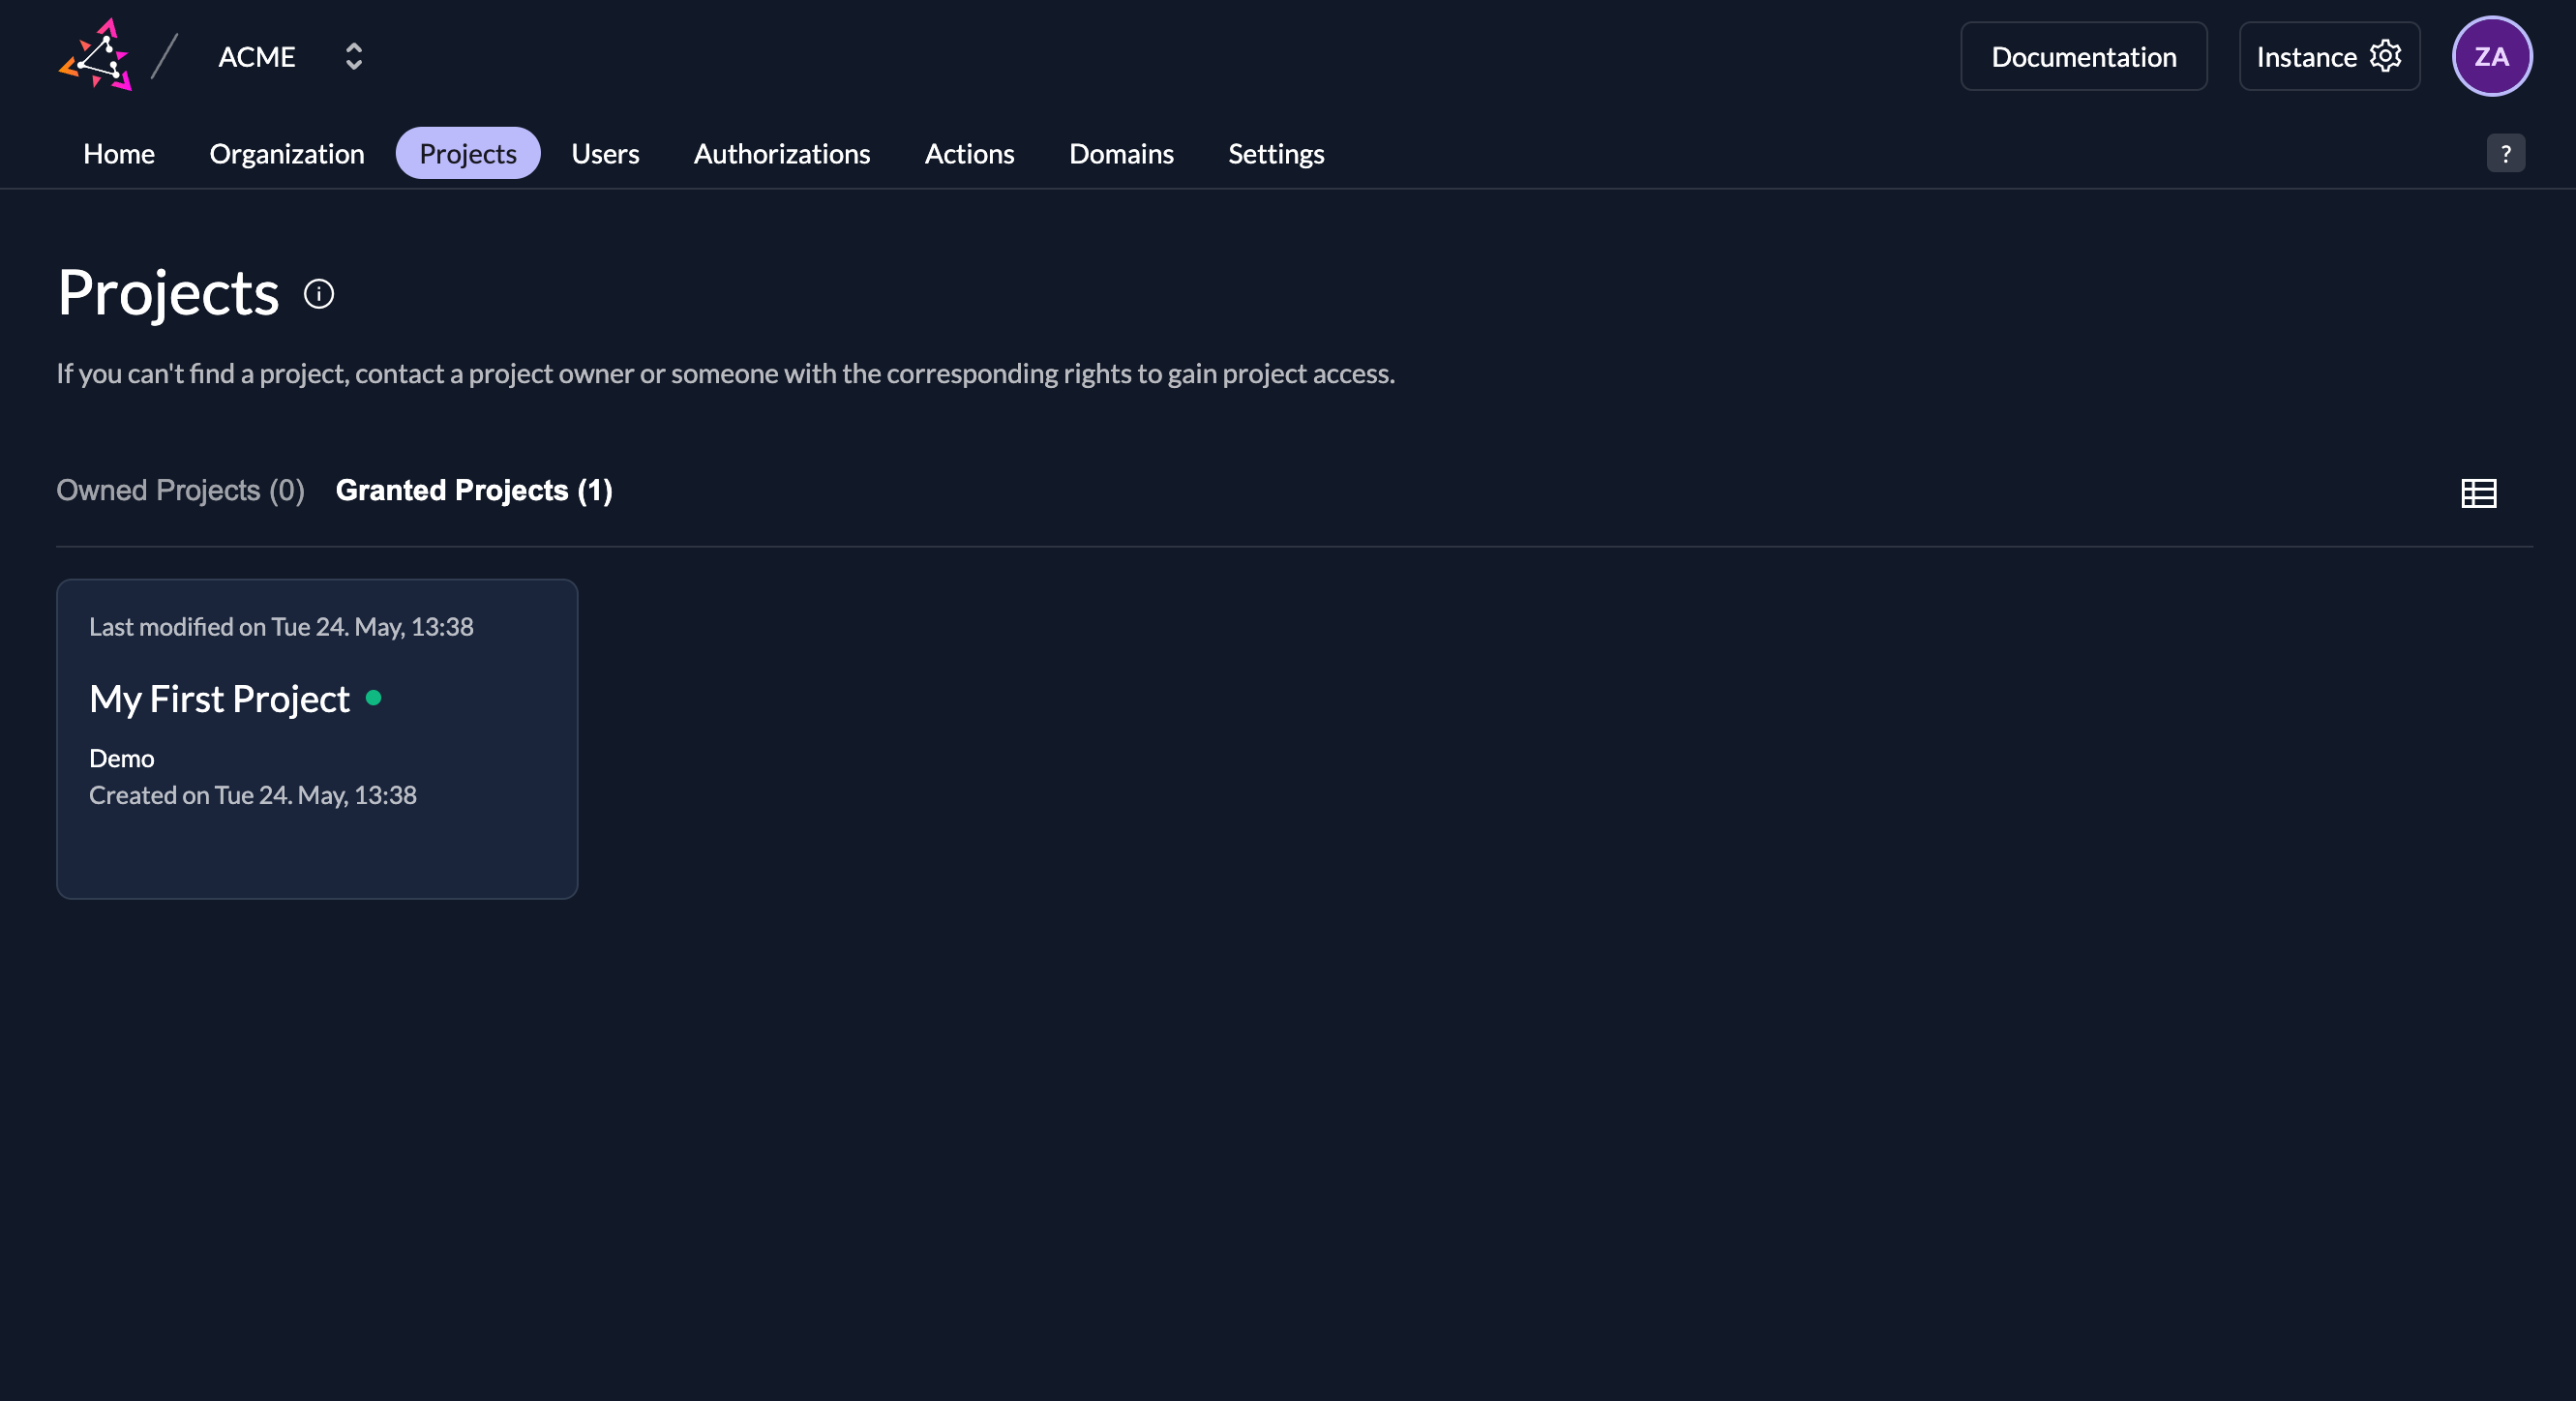 ACME
Documentation
Instance
ZA
Home
Organization
Projects
Users
Authorizations
Actions
Domains
Settings
?
Projects
If you can't find a project, contact a project owner or someone with the corresponding rights to gain project access.
Owned Projects (0)
Granted Projects (1)
Last modified on Tue 24. May, 13:38
My First Project
Demo
Created on Tue 24. May, 13:38